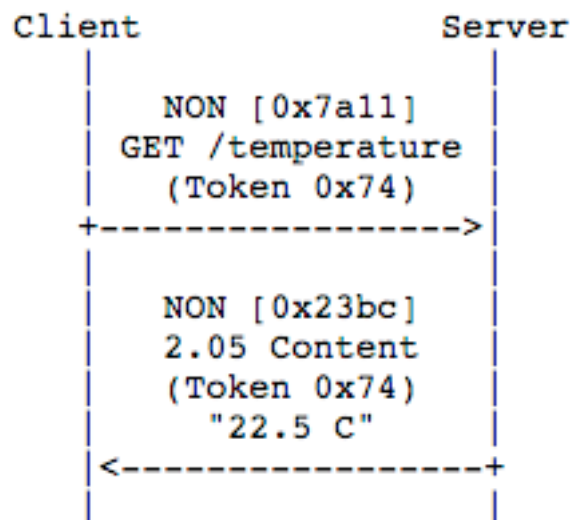 Client Server
NON [0x7a11]
GET /temperature
(Token 0x74)
NON [0x23bc]
2.05 Content
(Token 0x74)
"22.5 C"